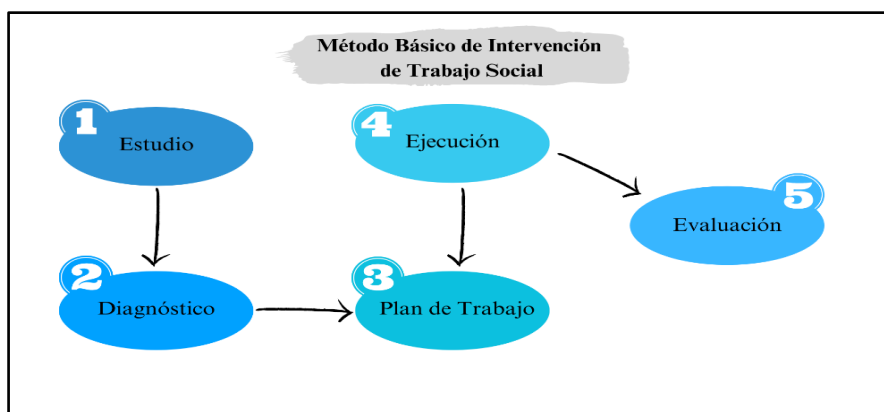 Método Básico de Intervención
de Trabajo Social
1
Estudio
2
Diagnóstico
3
Plan de Trabajo
4
Ejecución
5
Evaluación